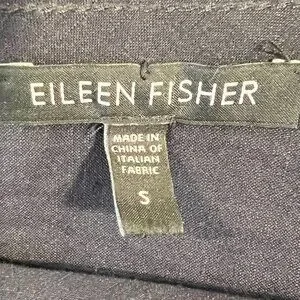 EILEEN FISHER
MADE IN
CHINA OF
ITALIAN
FABRIC
S